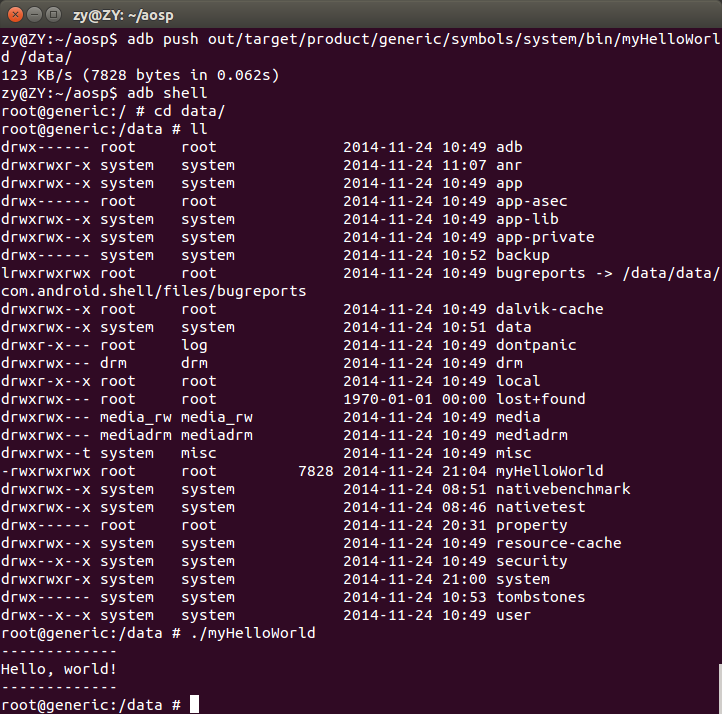 zy@ZY: ~/aosp
zy@ZY:~/aosp$ adb push out/target/product/generic/symbols/system/bin/myHelloWorl
d /data/
123 KB/s (7828 bytes in 0.062s)
zy@ZY:~/aosp$ adb shell
root@generic:/ # cd data/
root@generic:/data # ll
drwx------ root     root              2014-11-24 10:49 adb
drwxrwxr-x system   system            2014-11-24 11:07 anr
drwxrwx--x system   system            2014-11-24 10:49 app
drwx------ root     root              2014-11-24 10:49 app-asec
drwxrwx--x system   system            2014-11-24 10:49 app-lib
drwxrwx--x system   system            2014-11-24 10:49 app-private
drwx------ system   system            2014-11-24 10:52 backup
lrwxrwxrwx root     root              2014-11-24 10:49 bugreports -> /data/data/
com.android.shell/files/bugreports
drwxrwx--x root     root              2014-11-24 10:49 dalvik-cache
drwxrwx--x system   system            2014-11-24 10:51 data
drwxr-x--- root     log               2014-11-24 10:49 dontpanic
drwxrwx--- drm      drm               2014-11-24 10:49 drm
drwxr-x--x root     root              2014-11-24 10:49 local
drwxrwx--- root     root              1970-01-01 00:00 lost+found
drwxrwx--- media_rw media_rw          2014-11-24 10:49 media
drwxrwx--- mediadrm mediadrm          2014-11-24 10:49 mediadrm
drwxrwx--t system   misc              2014-11-24 10:49 misc
-rwxrwxrwx root     root         7828 2014-11-24 21:04 myHelloWorld
drwxrwx--x system   system            2014-11-24 08:51 nativebenchmark
drwxrwx--x system   system            2014-11-24 08:46 nativetest
drwx------ root     root              2014-11-24 20:31 property
drwxrwx--x system   system            2014-11-24 10:49 resource-cache
drwx--x--x system   system            2014-11-24 10:49 security
drwxrwxr-x system   system            2014-11-24 21:00 system
drwx------ system   system            2014-11-24 10:53 tombstones
drwx--x--x system   system            2014-11-24 10:49 user
root@generic:/data # ./myHelloWorld
-------------
Hello, world!
-------------
root@generic:/data #